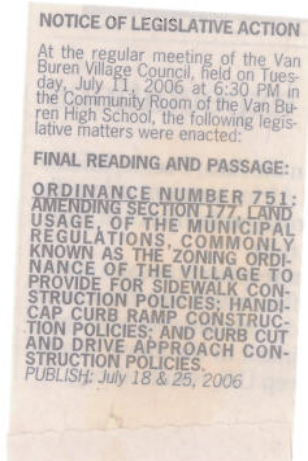 NOTICE OF LEGISLATIVE ACTION
At the regular meeting of the Van
Buren Village Council, held on Tues-
day, July 11, 2006 at 6:30 PM in
the Community Room of the Van Bu-
ren High School, the following legis-
lative matters were enacted:
FINAL READING AND PASSAGE:
ORDINANCE NUMBER 751:
AMENDING SECTION 177, LAND
USAGE, OF THE MUNICIPAL
REGULATIONS, COMMONLY
KNOWN AS THE ZONING ORDI-
NANCE OF THE VILLAGE TO
PROVIDE FOR SIDEWALK CON-
STRUCTION POLICIES; HANDI-
CAP CURB RAMP CONSTRUC-
TION POLICIES; AND CURB CUT
AND DRIVE APPROACH CON-
STRUCTION POLICIES.
PUBLISH: July 18 & 25, 2006